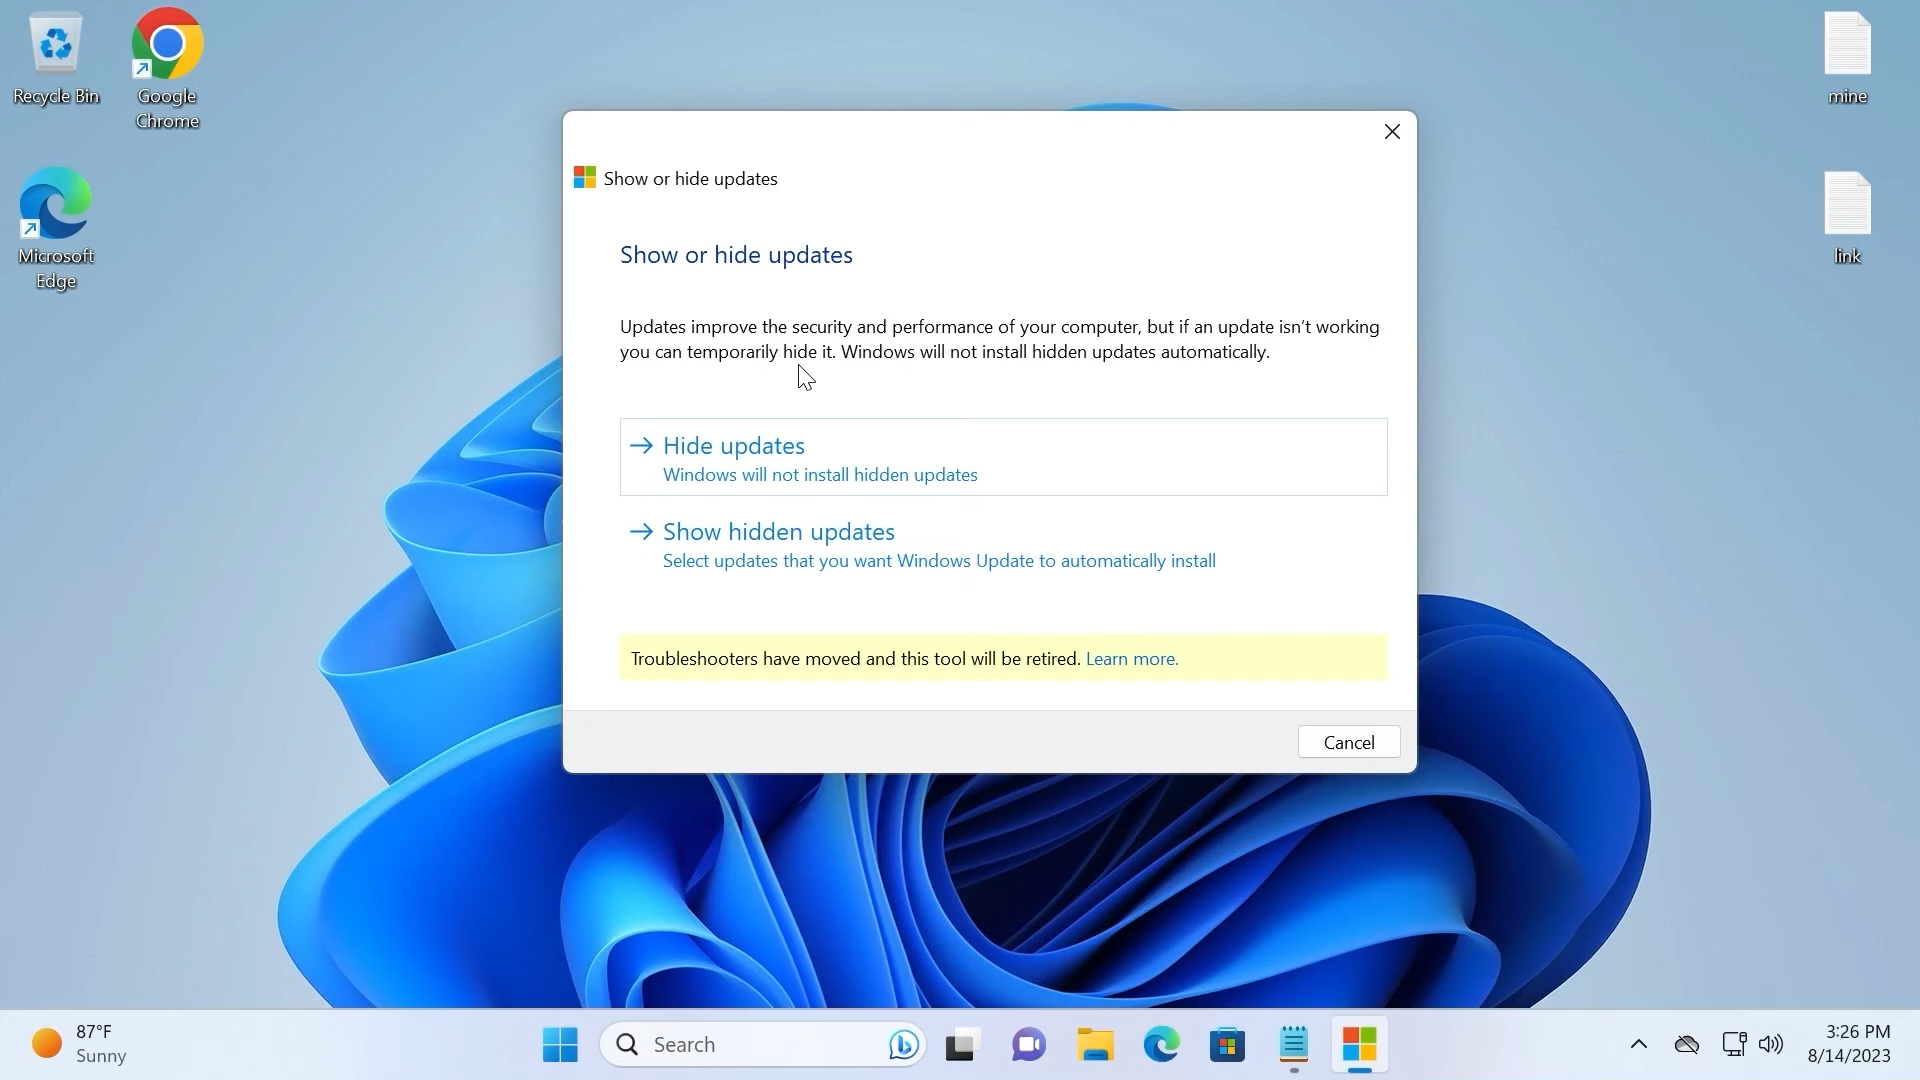 Recycle Bin
Google
Chrome
Microsoft
Edge
mine
link
Show or hide updates
Show or hide updates
Updates improve the security and performance of your computer, but if an update isn't working
you can temporarily hide it. Windows will not install hidden updates automatically.
Hide updates
Windows will not install hidden updates
Show hidden updates
Select updates that you want Windows Update to automatically install
Troubleshooters have moved and this tool will be retired. Learn more.
Cancel
87°F
Sunny
Search
3:26 PM
8/14/2023